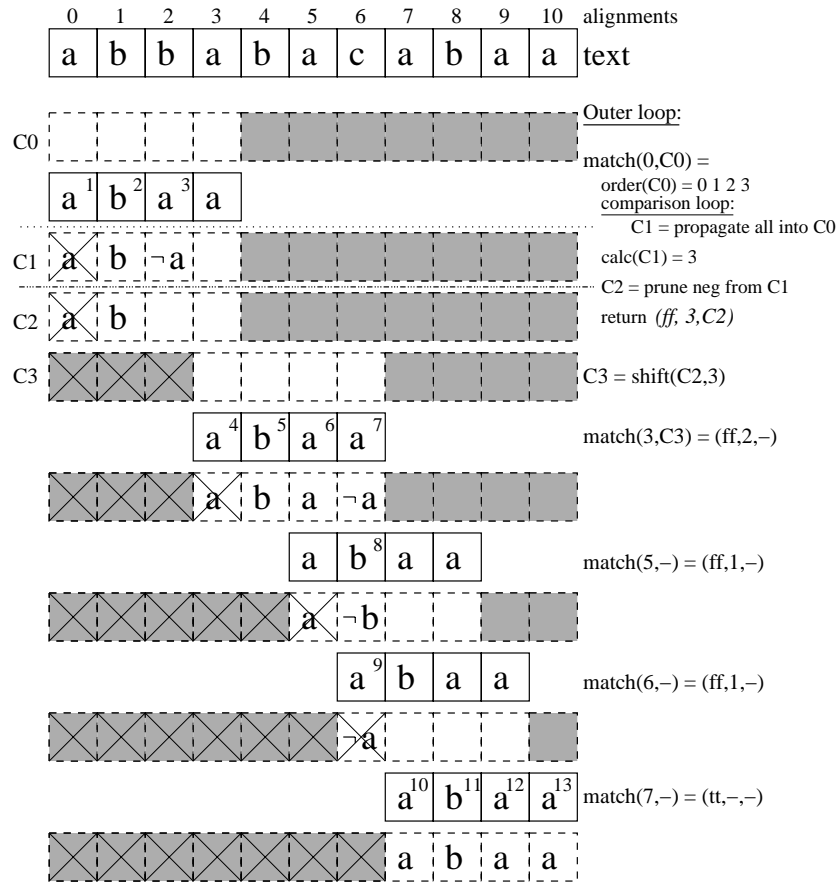 0 1 2 3 4 5 6 7 8 9 10 alignments
a b b a b a c a b a a text
Outer loop:
C0
match(0,C0) =
a 1 b 2 a 3 a
order(C0) = 0 1 2 3
comparison loop:
C1 = propagate all into C0
C1 a b ¬a
calc(C1) = 3
C2 = prune neg from C1
C2 a b
return (ff, 3,C2)
C3
C3 = shift(C2,3)
a 4 b 5 a 6 a 7
match(3,C3) = (ff,2,–)
a b a ¬a
a b 8 a a
match(5,–) = (ff,1,–)
a ¬b
a 9 b a a
match(6,–) = (ff,1,–)
¬a
a 10 b 11 a 12 a 13
match(7,–) = (tt,–,–)
a b a a